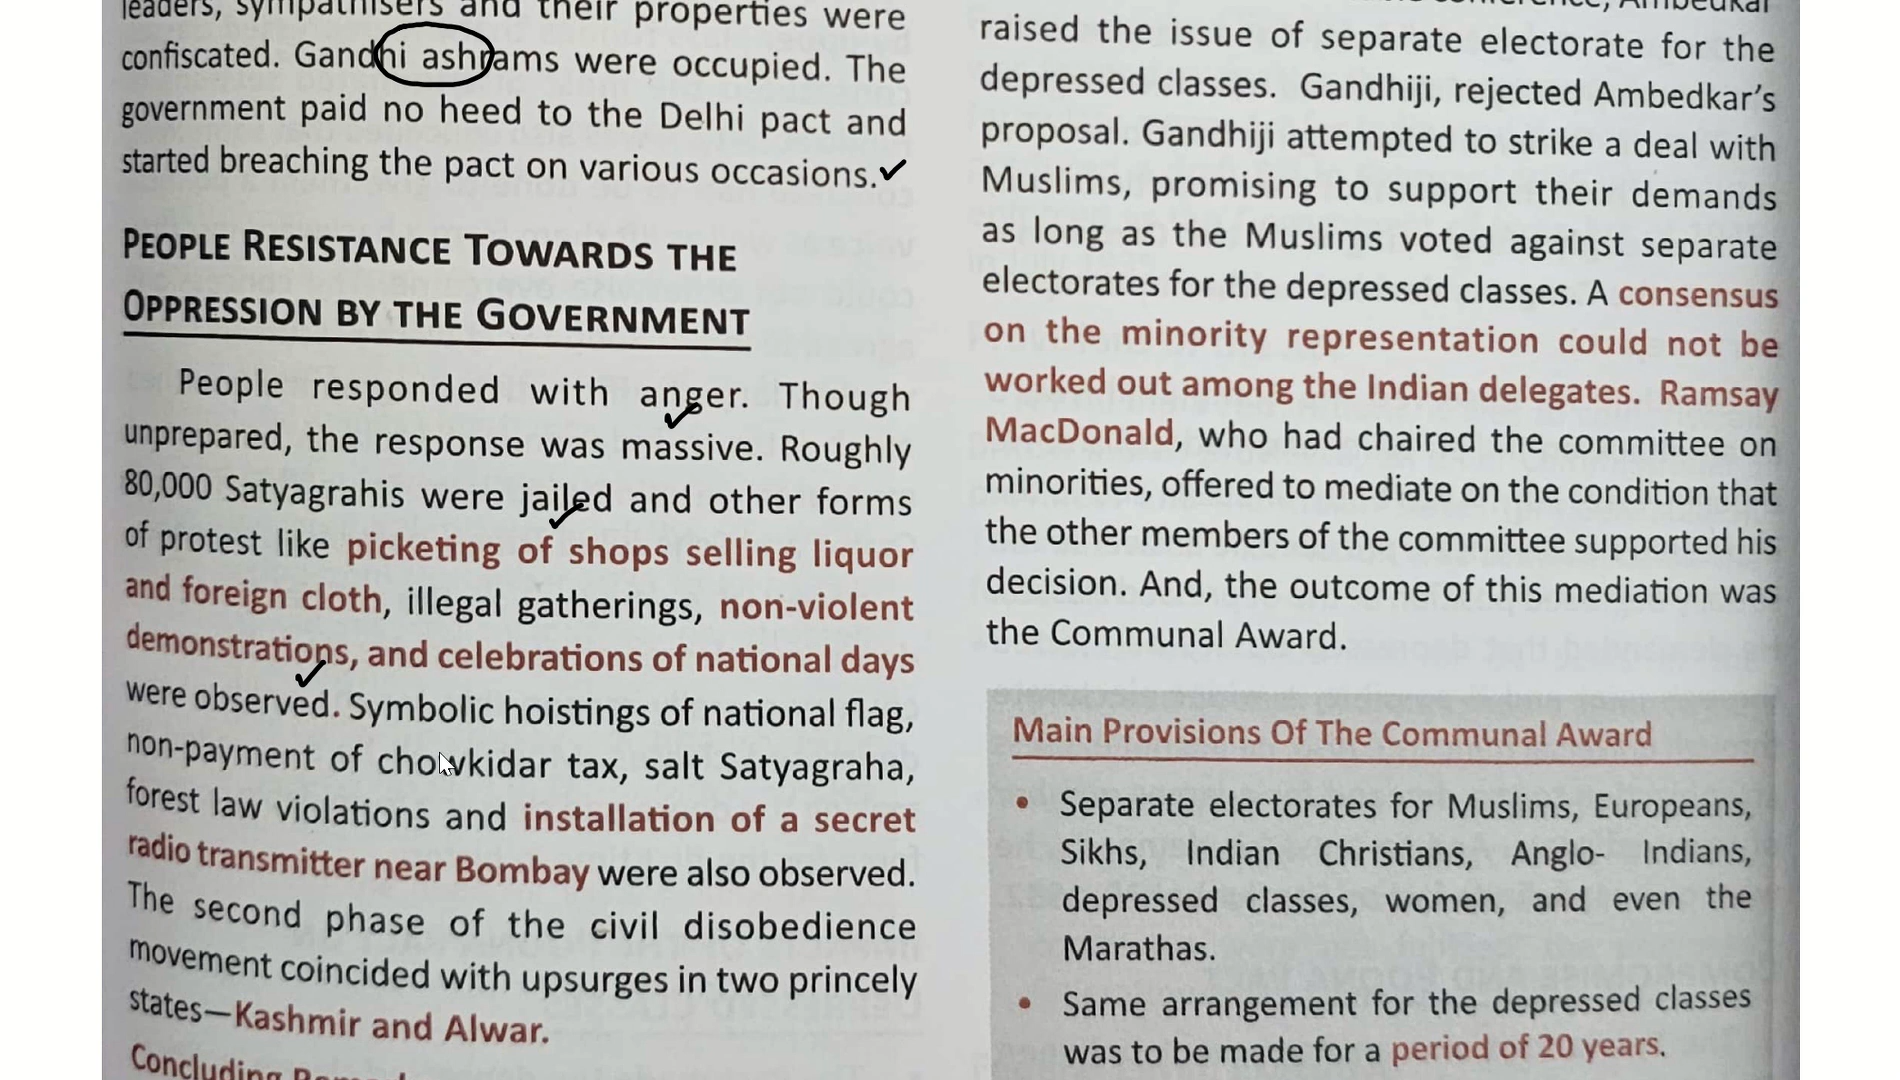 leaders, sympathisers and their properties were
confiscated. Gandhi ashrams were occupied. The
government paid no heed to the Delhi pact and
started breaching the pact on various occasions.
PEOPLE RESISTANCE TOWARDS THE
OPPRESSION BY THE GOVERNMENT
People responded with anger. Though
unprepared, the response was massive. Roughly
80,000 Satyagrahis were jailed and other forms
of protest like picketing of shops selling liquor
and foreign cloth, illegal gatherings, non-violent
demonstrations, and celebrations of national days
were observed. Symbolic hoistings of national flag,
non-payment of chowkidar tax, salt Satyagraha,
forest law violations and installation of a secret
radio transmitter near Bombay were also observed.
The second phase of the civil disobedience
movement coincided with upsurges in two princely
states—Kashmir and Alwar.
Concluding
Ambedkar
raised the issue of separate electorate for the
depressed classes. Gandhiji, rejected Ambedkar's
proposal. Gandhiji attempted to strike a deal with
Muslims, promising to support their demands
as long as the Muslims voted against separate
electorates for the depressed classes. A consensus
on the minority representation could not be
worked out among the Indian delegates. Ramsay
MacDonald, who had chaired the committee on
minorities, offered to mediate on the condition that
the other members of the committee supported his
decision. And, the outcome of this mediation was
the Communal Award.
Main Provisions Of The Communal Award
• Separate electorates for Muslims, Europeans,
Sikhs, Indian Christians, Anglo- Indians,
depressed classes, women, and even the
Marathas.
• Same arrangement for the depressed classes
was to be made for a period of 20 years.